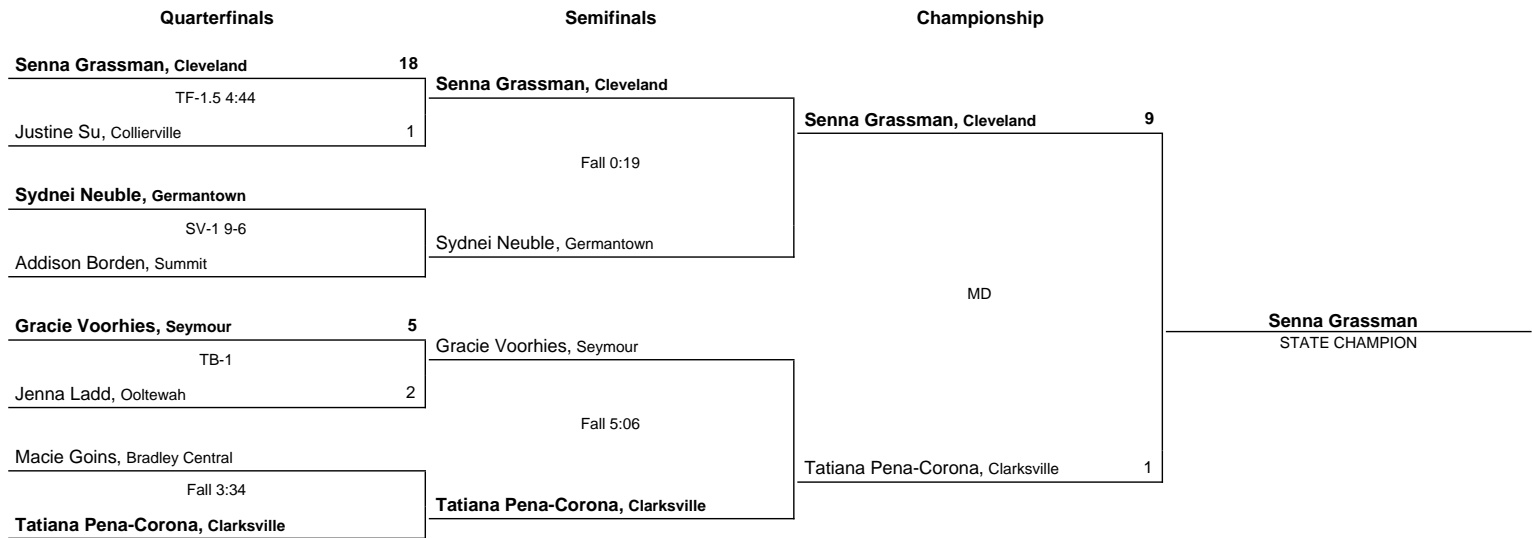 Quarterfinals Semifinals Championship
Senna Grassman, Cleveland 18
TF-1.5 4:44
Justine Su, Collierville 1
Sydnei Neuble, Germantown
SV-1 9-6
Addison Borden, Summit
Gracie Voorhies, Seymour 5
TB-1
Jenna Ladd, Ooltewah 2
Macie Goins, Bradley Central
Fall 3:34
Tatiana Pena-Corona, Clarksville
Senna Grassman, Cleveland
Fall 0:19
Sydnei Neuble, Germantown
Gracie Voorhies, Seymour
Fall 5:06
Tatiana Pena-Corona, Clarksville
Senna Grassman, Cleveland 9
MD
Tatiana Pena-Corona, Clarksville 1
Senna Grassman
STATE CHAMPION